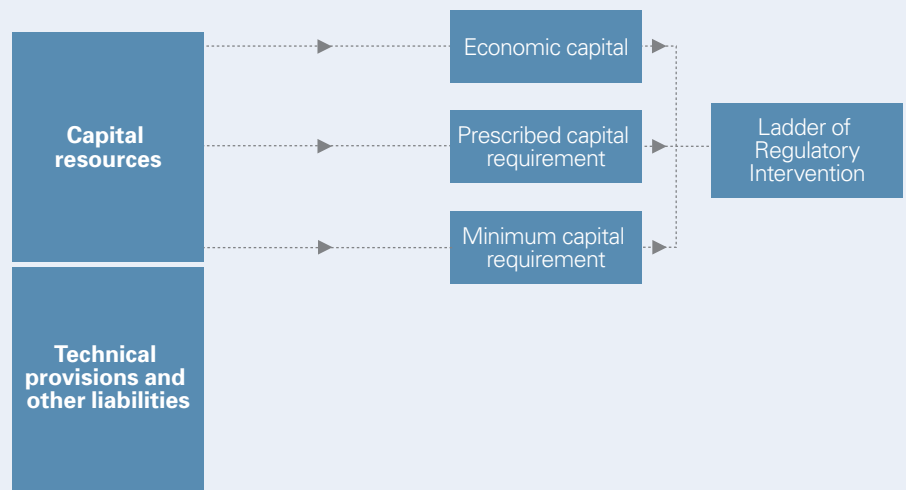 Capital
resources
Technical
provisions and
other liabilities
Economic capital
Prescribed capital
requirement
Minimum capital
requirement
Ladder of
Regulatory
Intervention